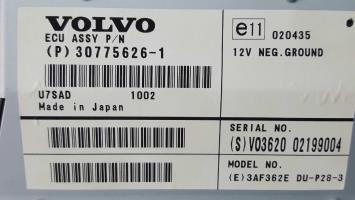 VOLVO
ECU ASSY P/N
(P) 30775626-1
e11 020435
12V NEG.GROUND
U7SAD 1002
Made in Japan
SERIAL NO.
(S)VO3620 02199004
MODEL NO.
(E)3AF362E DU-P28-3